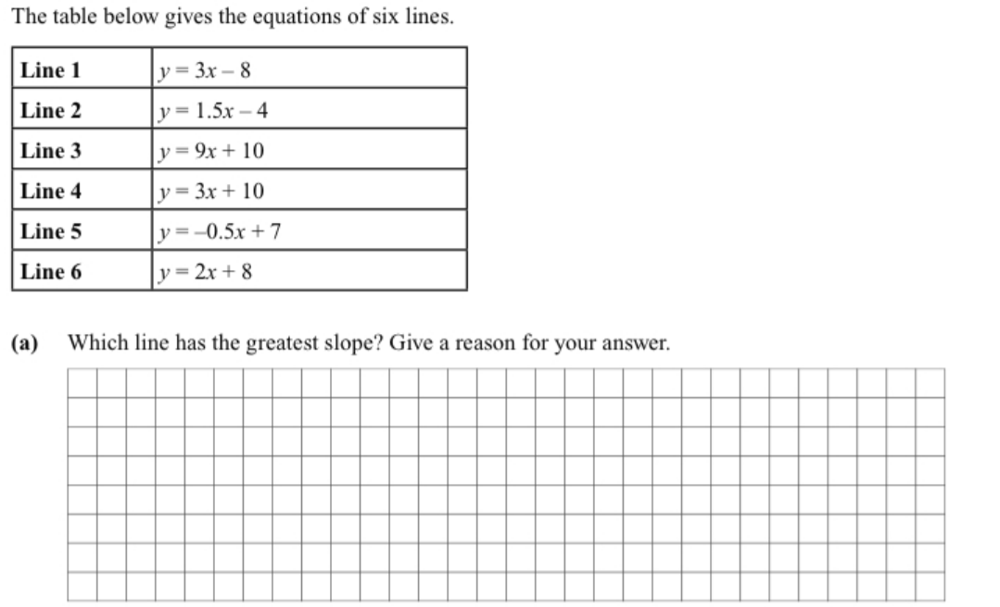 The table below gives the equations of six lines.
Line 1 y = 3x – 8
Line 2 y = 1.5x – 4
Line 3 y = 9x + 10
Line 4 y = 3x + 10
Line 5 y = –0.5x + 7
Line 6 y = 2x + 8
(a) Which line has the greatest slope? Give a reason for your answer.